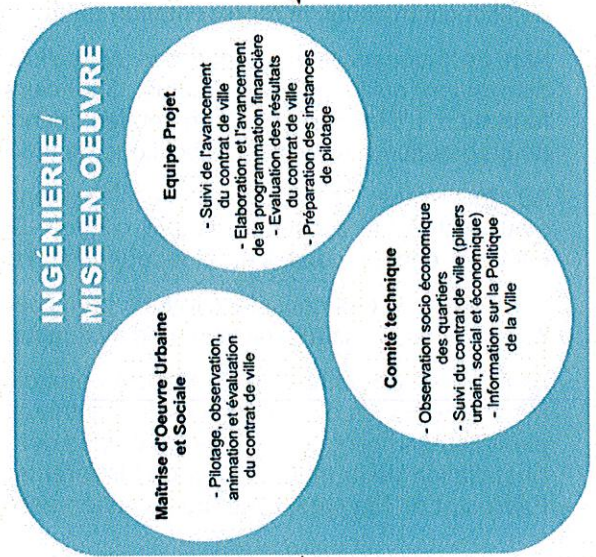 INGÉNIERIE /
MISE EN OEUVRE
Maîtrise d'Oeuvre Urbaine
et Sociale
- Pilotage, observation,
animation et évaluation
du contrat de ville
Equipe Projet
- Suivi de l'avancement
du contrat de ville
- Elaboration et l'avancement
de la programmation financière
- Evaluation des résultats
du contrat de ville
- Préparation des instances
de pilotage
Comité technique
- Observation socio économique
des quartiers
- Suivi du contrat de ville (piliers
urbain, social et économique)
- Information sur la Politique
de la Ville